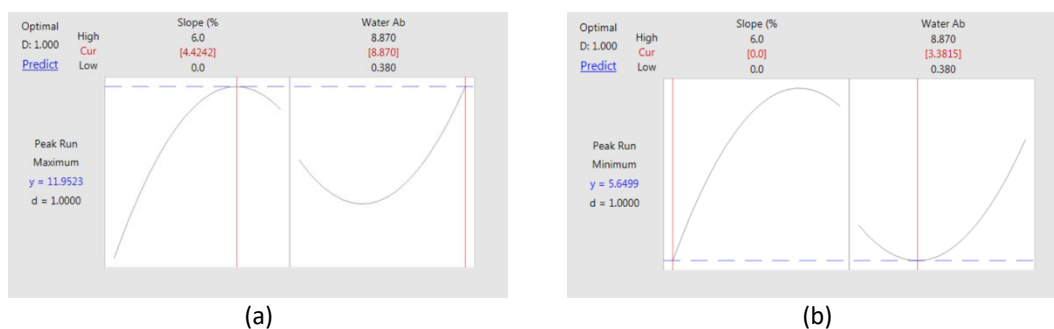 Optimal
D: 1.000
Predict
High
Cur
Low
Slope (%
6.0
[4.4242]
0.0
Water Ab
8.870
[8.870]
0.380
Peak Run
Maximum
y = 11.9523
d = 1.0000
(a)
Optimal
D: 1.000
Predict
High
Cur
Low
Slope (%
6.0
[0.0]
0.0
Water Ab
8.870
[3.3815]
0.380
Peak Run
Minimum
y = 5.6499
d = 1.0000
(b)